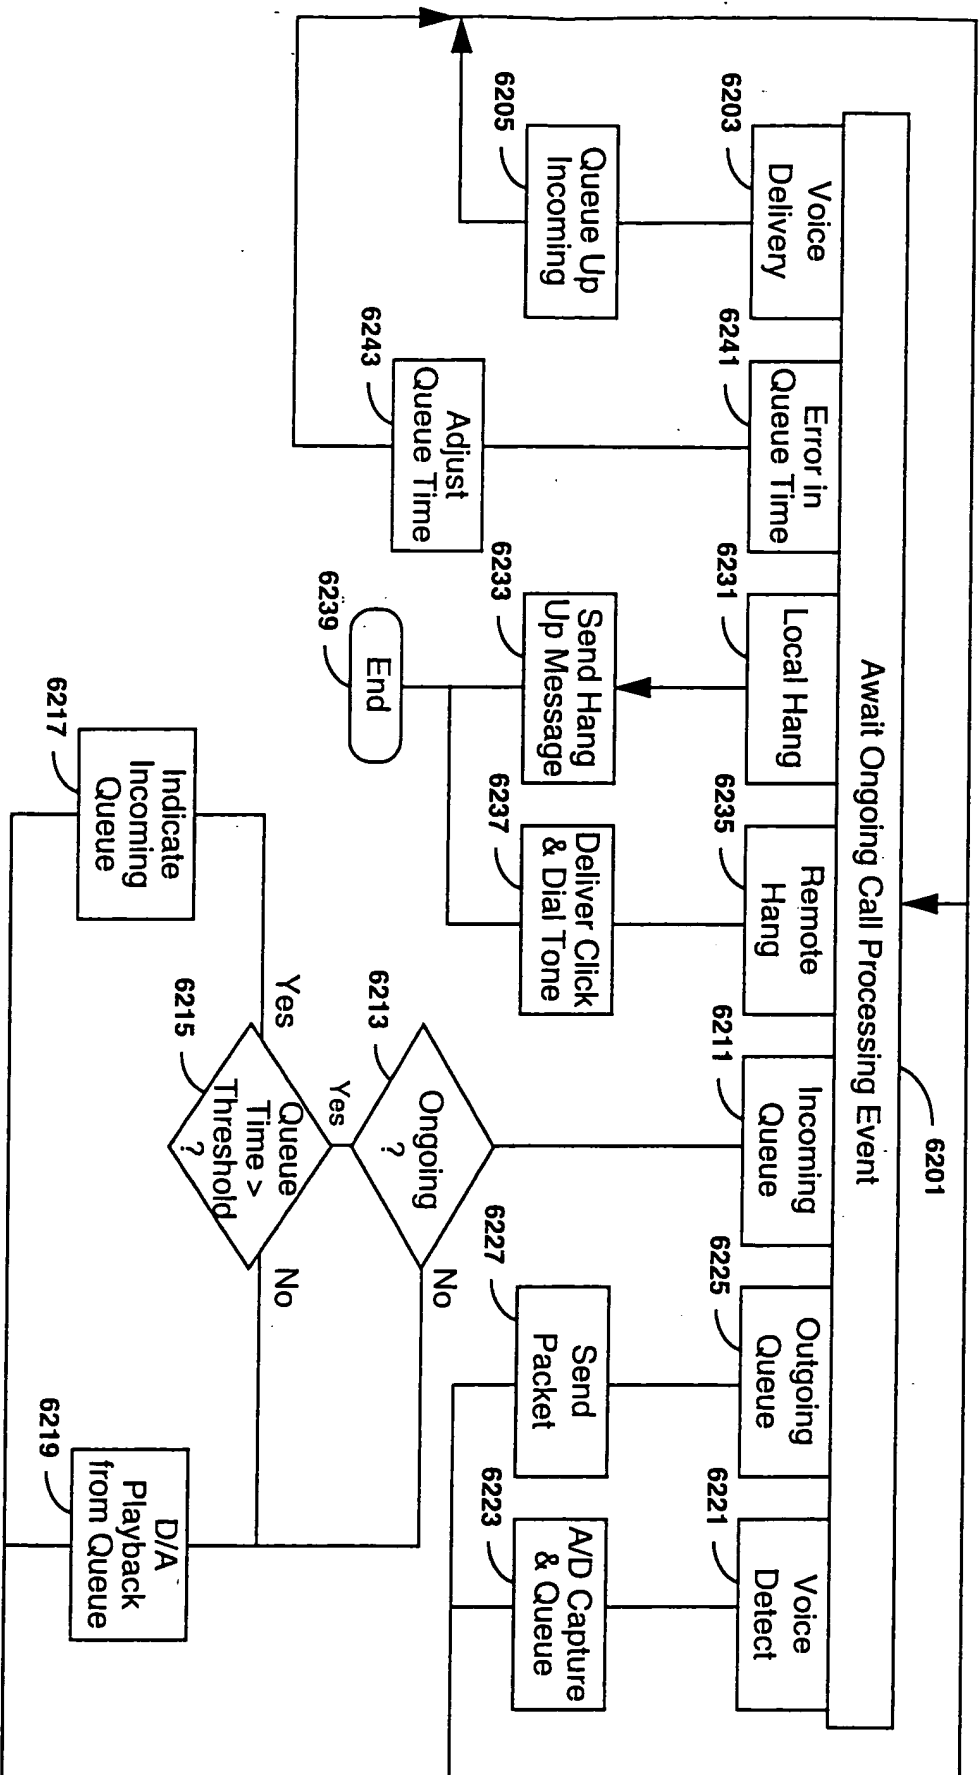 6201
Await Ongoing Call Processing Event
6203
Voice
Delivery
6241
Error in
Queue Time
6231
Local Hang
6235
Remote
Hang
6211
Incoming
Queue
6225
Outgoing
Queue
6221
Voice
Detect
6205
Queue Up
Incoming
6243
Adjust
Queue Time
6233
Send Hang
Up Message
6237
Deliver Click
& Dial Tone
6239
End
6213
Ongoing
?
No
Yes
6227
Send
Packet
6223
A/D Capture
& Queue
6215
Queue
Time >
Threshold
?
Yes
No
6217
Indicate
Incoming
Queue
6219
D/A
Playback
from Queue